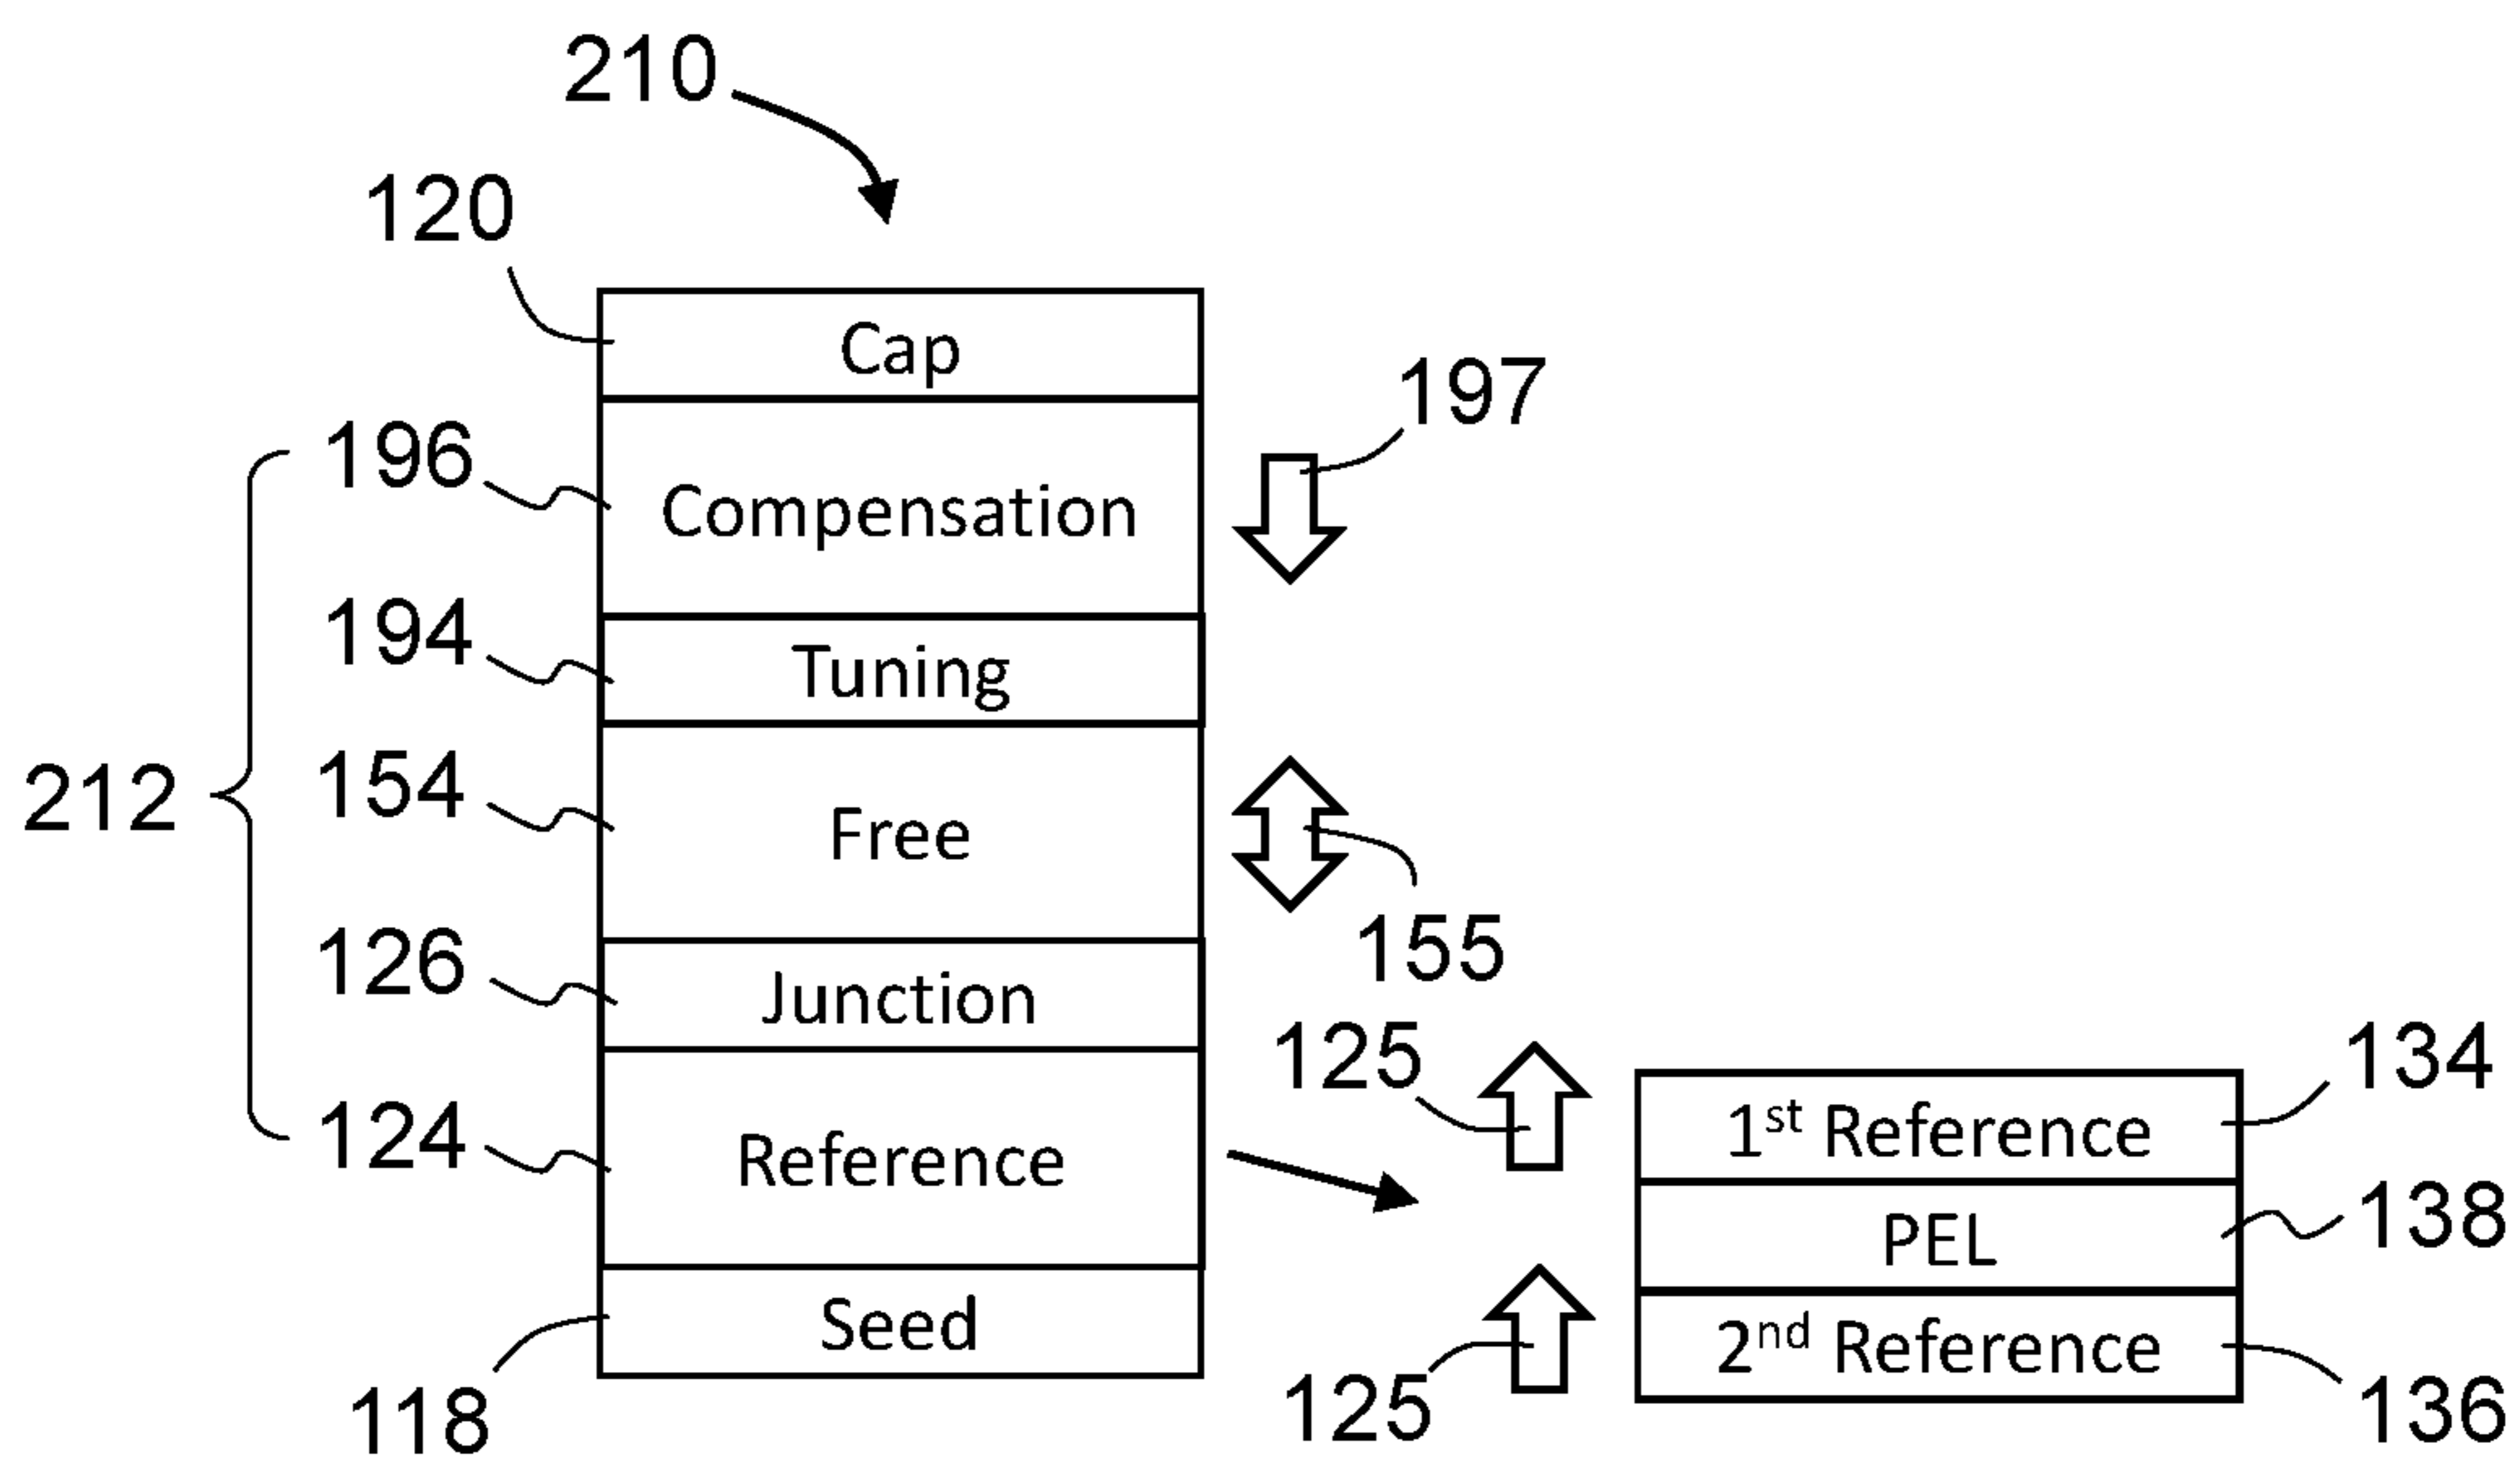 210
120
Cap
197
196
Compensation
194
Tuning
212
154
Free
155
126
Junction
125
134
1st Reference
124
Reference
138
PEL
Seed
2nd Reference
118
125
136